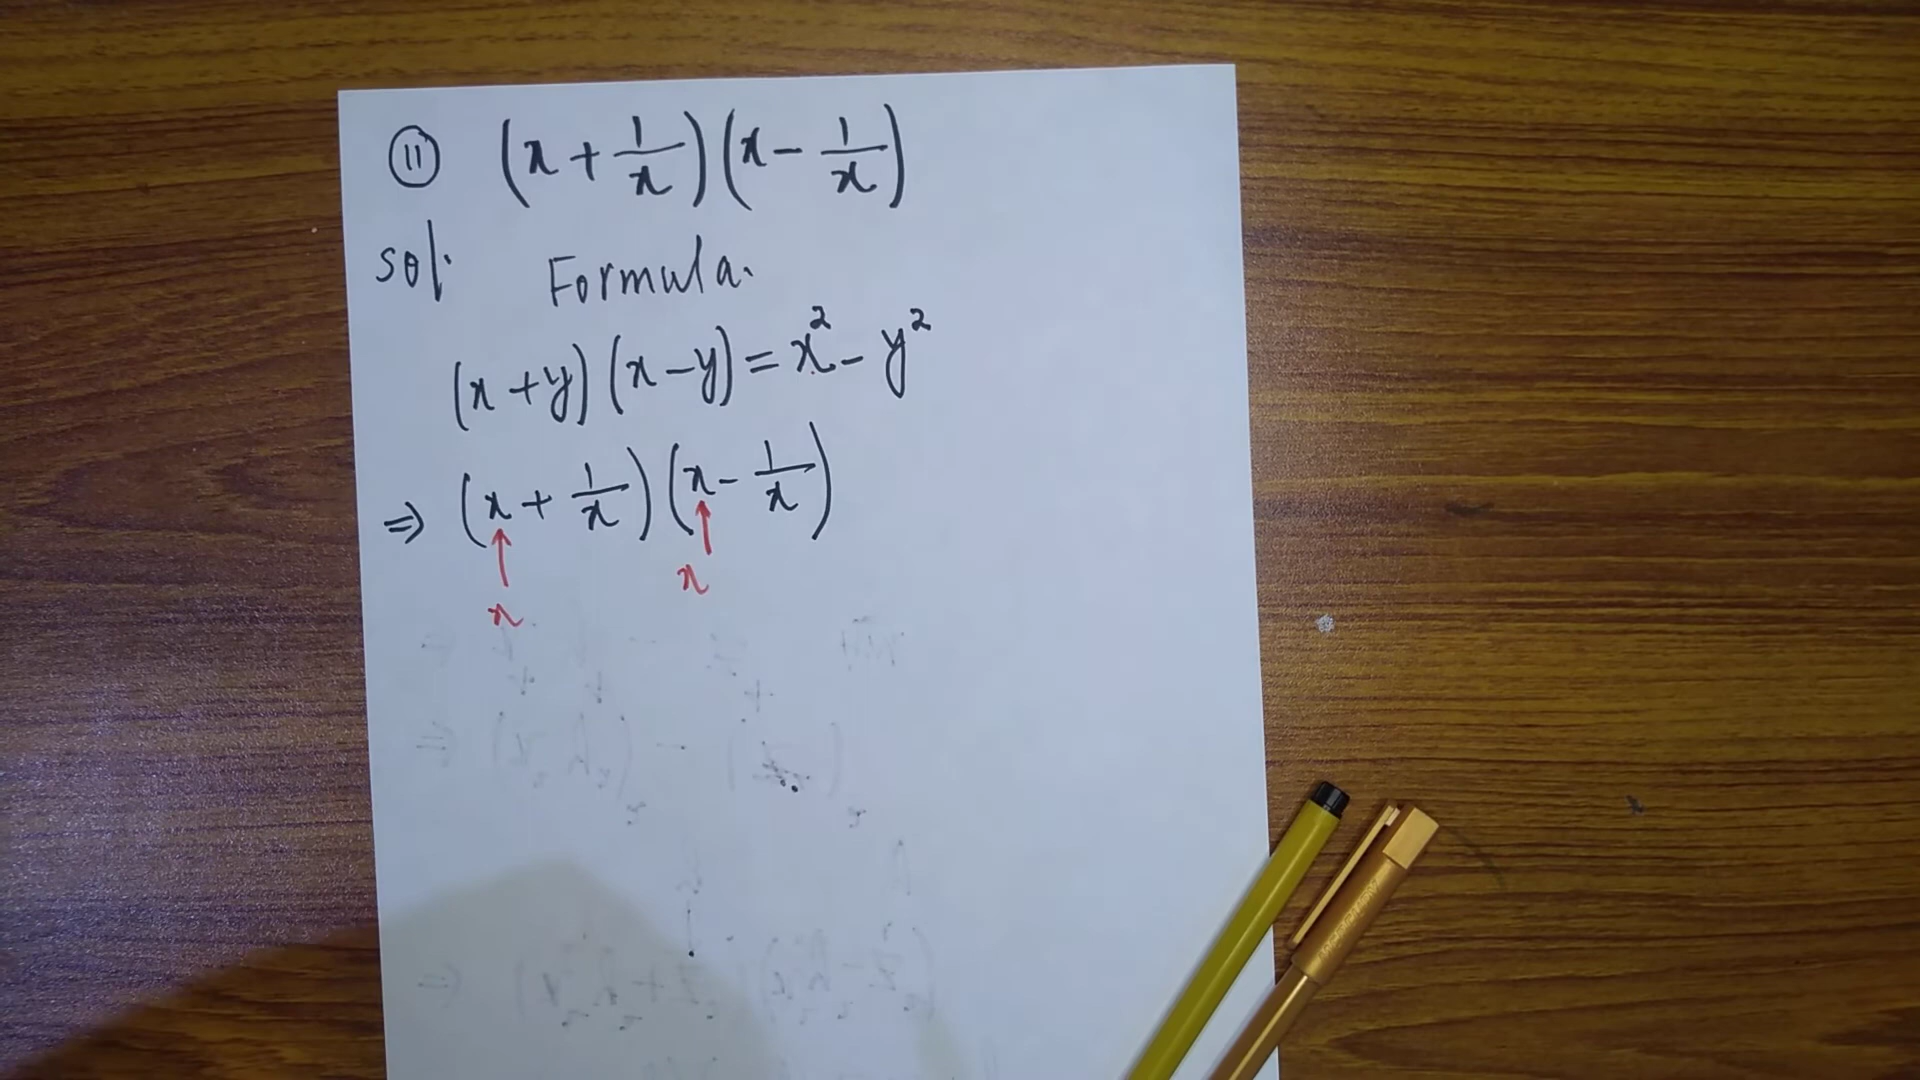 (11) (x + 1/x) (x - 1/x)
Sol. Formula.
(x + y) (x - y) = x² - y²
⇒ (x + 1/x) (x - 1/x)
↑ ↑
x x